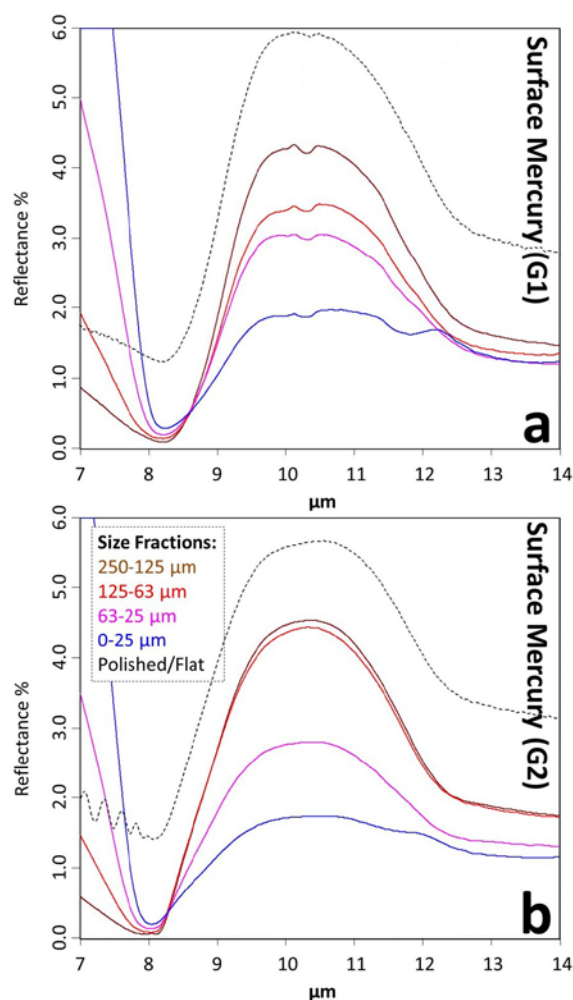 6.0
5.0
4.0
3.0
2.0
1.0
0.0
Reflectance %
Surface Mercury (G1)
a
7 8 9 10 11 12 13 14
µm
6.0
5.0
4.0
3.0
2.0
1.0
0.0
Reflectance %
Size Fractions:
250-125 µm
125-63 µm
63-25 µm
0-25 µm
Polished/Flat
Surface Mercury (G2)
b
7 8 9 10 11 12 13 14
µm